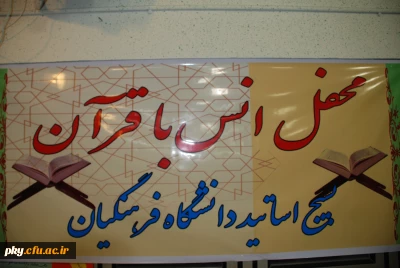 محفل انس با قرآن
بسیج اساتید دانشگاه فرهنگیان
pky.cfu.ac.ir